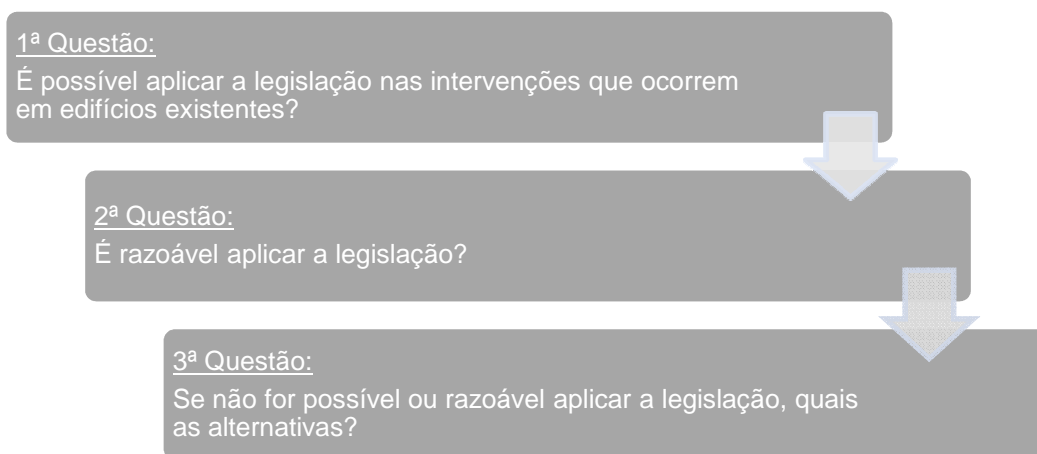 1ª Questão:
É possível aplicar a legislação nas intervenções que ocorrem
em edifícios existentes?
2ª Questão:
É razoável aplicar a legislação?
3ª Questão:
Se não for possível ou razoável aplicar a legislação, quais
as alternativas?